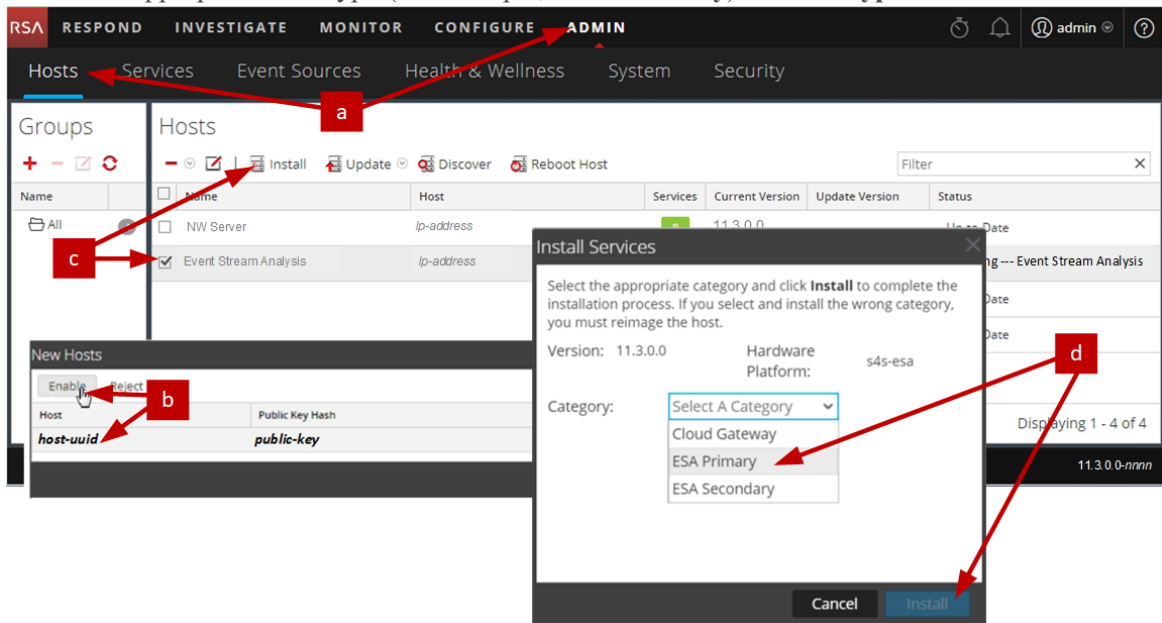 RSA RESPOND INVESTIGATE MONITOR CONFIGURE ADMIN admin ?
Hosts Services Event Sources Health & Wellness System Security
a
Groups
Hosts
Install Update Discover Reboot Host Filter X
Name
Name Host Services Current Version Update Version Status
All
NW Server Ip-address 11.3.0.0 Up-to-Date
c
Event Stream Analysis Ip-address --- Event Stream Analysis
Date
Date
Install Services
Select the appropriate category and click Install to complete the
installation process. If you select and install the wrong category,
you must reimage the host.
Version: 11.3.0.0 Hardware
Platform: s4s-esa
Category: Select A Category
Cloud Gateway
ESA Primary
ESA Secondary
Cancel Install
d
New Hosts
Enable Reject
b
Host Public Key Hash
host-uuid public-key
Displaying 1 - 4 of 4
11.3.0.0-nnnn